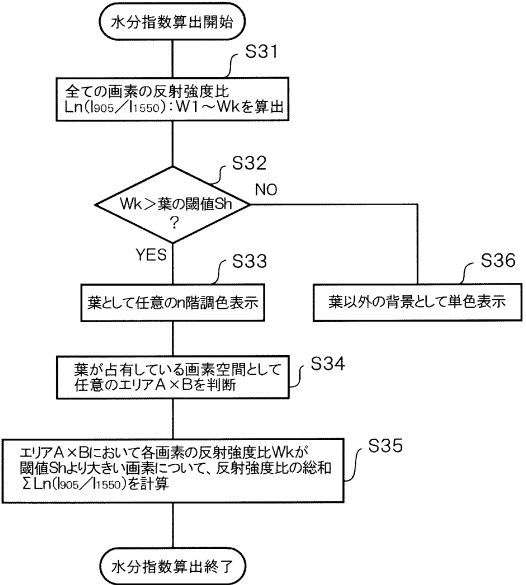 水分指数算出開始
S31
全ての画素の反射強度比
Ln(I905／I1550)：W1～Wkを算出
S32
Wk＞葉の閾値Sh
？
NO
YES
S33
葉として任意のn階調色表示
S36
葉以外の背景として単色表示
S34
葉が占有している画素空間として
任意のエリアA×Bを判断
S35
エリアA×Bにおいて各画素の反射強度比Wkが
閾値Shより大きい画素について、反射強度比の総和
ΣLn(I905／I1550)を計算
水分指数算出終了